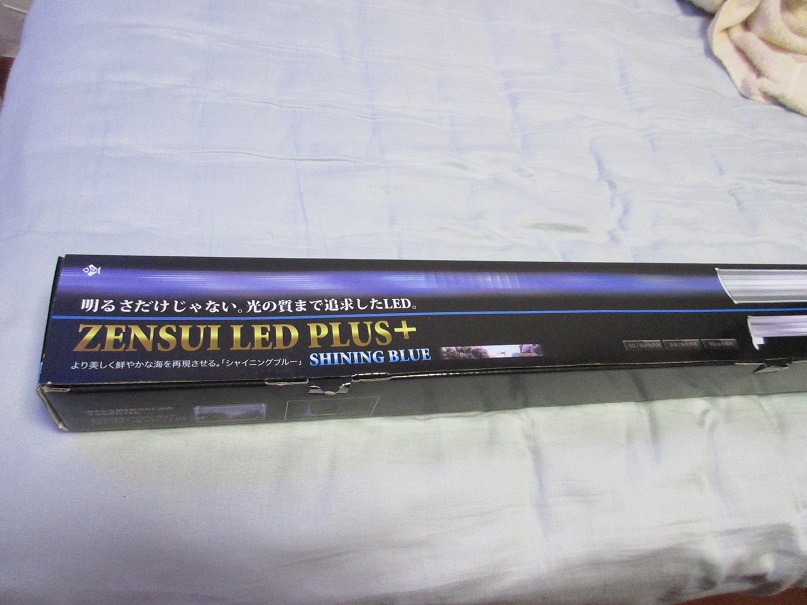 明るさだけじゃない。光の質まで追求したLED。
ZENSUI LED PLUS+
より美しく鮮やかな海を再現させる。「シャイニングブルー」 SHINING BLUE